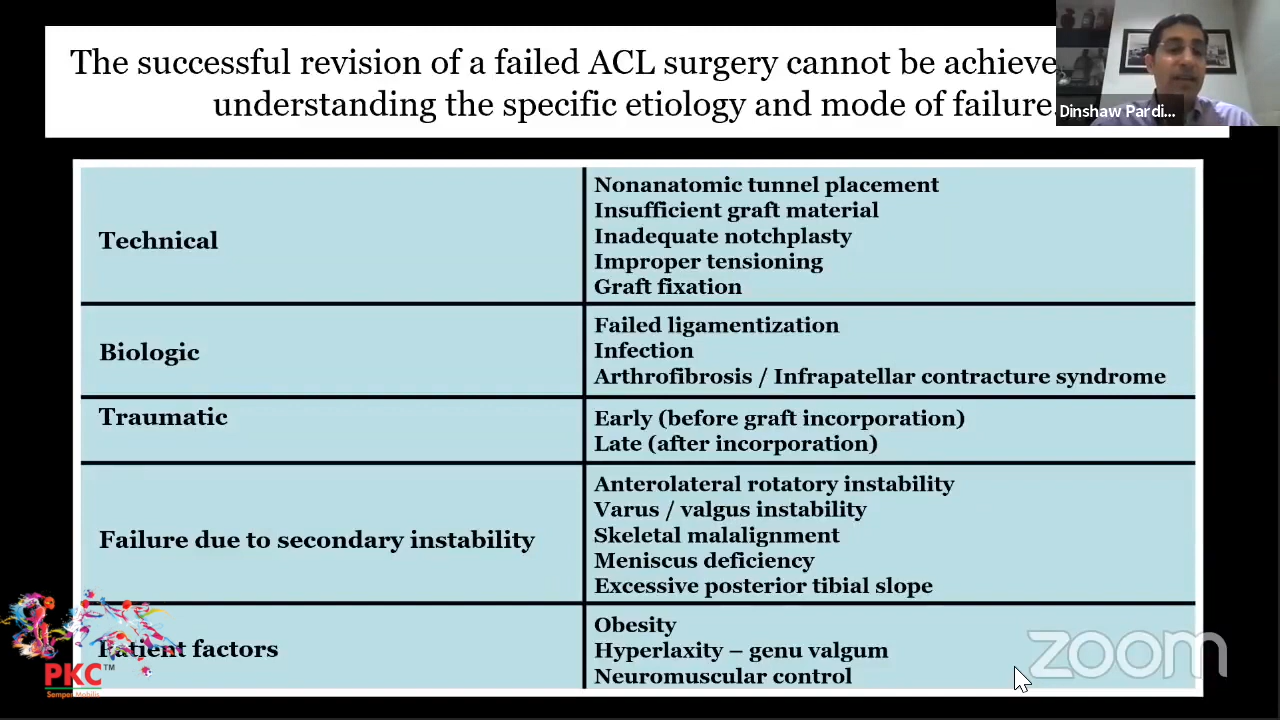 The successful revision of a failed ACL surgery cannot be achieve
understanding the specific etiology and mode of failure.
Dinshaw Pardi...
Technical
Nonanatomic tunnel placement
Insufficient graft material
Inadequate notchplasty
Improper tensioning
Graft fixation
Biologic
Failed ligamentization
Infection
Arthrofibrosis / Infrapatellar contracture syndrome
Traumatic
Early (before graft incorporation)
Late (after incorporation)
Failure due to secondary instability
Anterolateral rotatory instability
Varus / valgus instability
Skeletal malalignment
Meniscus deficiency
Excessive posterior tibial slope
Patient factors
Obesity
Hyperlaxity – genu valgum
Neuromuscular control
PKC™
Semper Mobilis
zoom